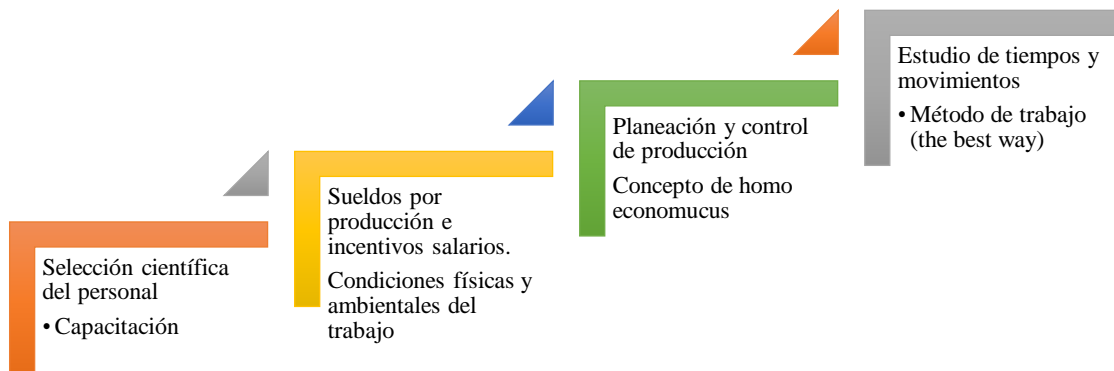 Selección científica
del personal
• Capacitación
Sueldos por
producción e
incentivos salarios.
Condiciones físicas y
ambientales del
trabajo
Planeación y control
de producción
Concepto de homo
economucus
Estudio de tiempos y
movimientos
• Método de trabajo
(the best way)